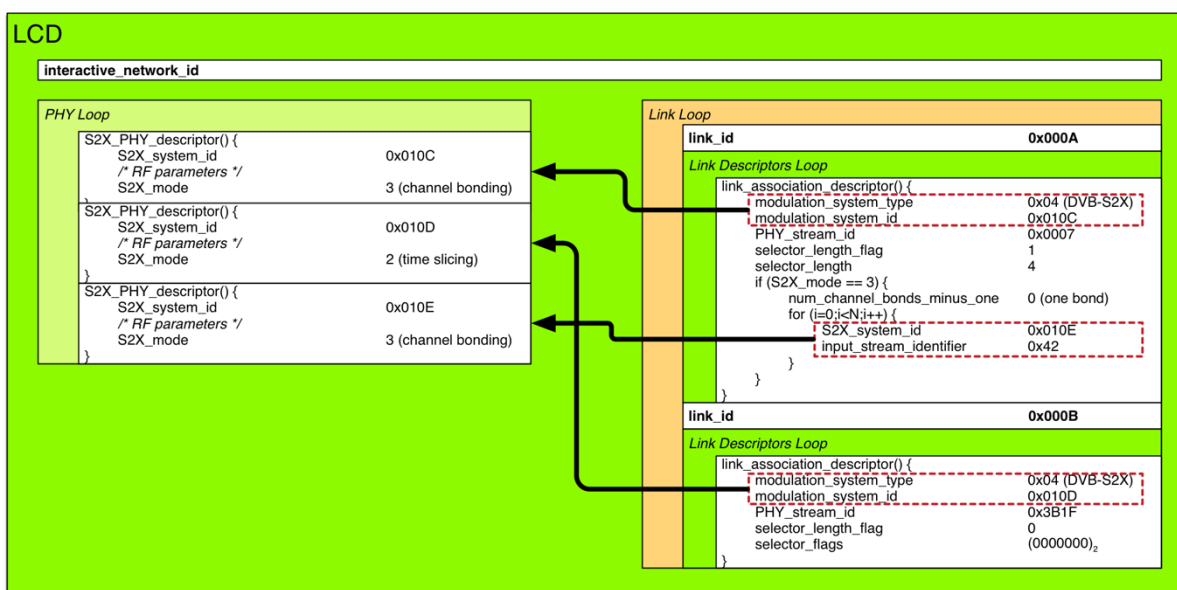 LCD
interactive_network_id
PHY Loop
S2X_PHY_descriptor() {
S2X_system_id 0x010C
/* RF parameters */
S2X_mode 3 (channel bonding)
}
S2X_PHY_descriptor() {
S2X_system_id 0x010D
/* RF parameters */
S2X_mode 2 (time slicing)
}
S2X_PHY_descriptor() {
S2X_system_id 0x010E
/* RF parameters */
S2X_mode 3 (channel bonding)
}
Link Loop
link_id 0x000A
Link Descriptors Loop
link_association_descriptor() {
modulation_system_type 0x04 (DVB-S2X)
modulation_system_id 0x010C
PHY_stream_id 0x0007
selector_length_flag 1
selector_length 4
if (S2X_mode == 3) {
num_channel_bonds_minus_one 0 (one bond)
for (i=0;i<N;i++) {
S2X_system_id 0x010E
input_stream_identifier 0x42
}
}
}
link_id 0x000B
Link Descriptors Loop
link_association_descriptor() {
modulation_system_type 0x04 (DVB-S2X)
modulation_system_id 0x010D
PHY_stream_id 0x3B1F
selector_length_flag 0
selector_flags (0000000)₂
}